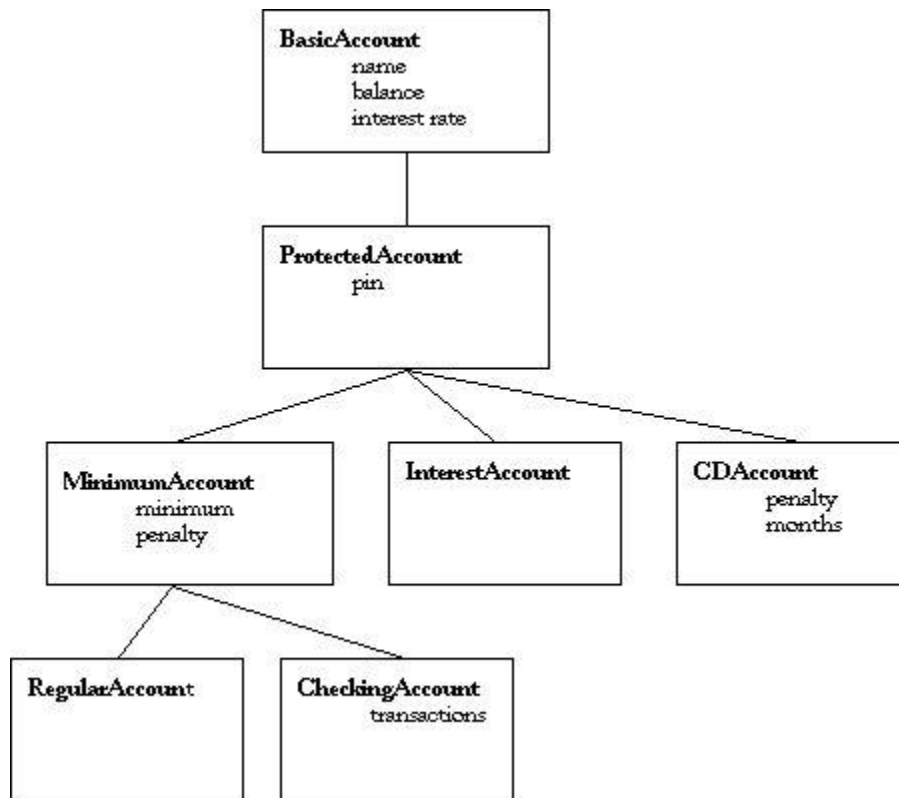 BasicAccount
name
balance
interest rate
ProtectedAccount
pin
MinimumAccount
minimum
penalty
InterestAccount
CDAccount
penalty
months
RegularAccount
CheckingAccount
transactions